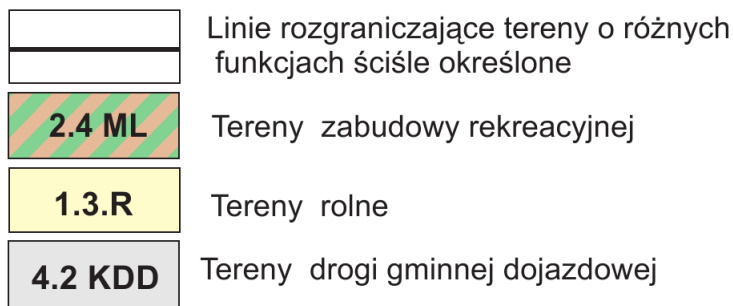 Linie rozgraniczające tereny o różnych
funkcjach ściśle określone
2.4 ML Tereny zabudowy rekreacyjnej
1.3.R Tereny rolne
4.2 KDD Tereny drogi gminnej dojazdowej